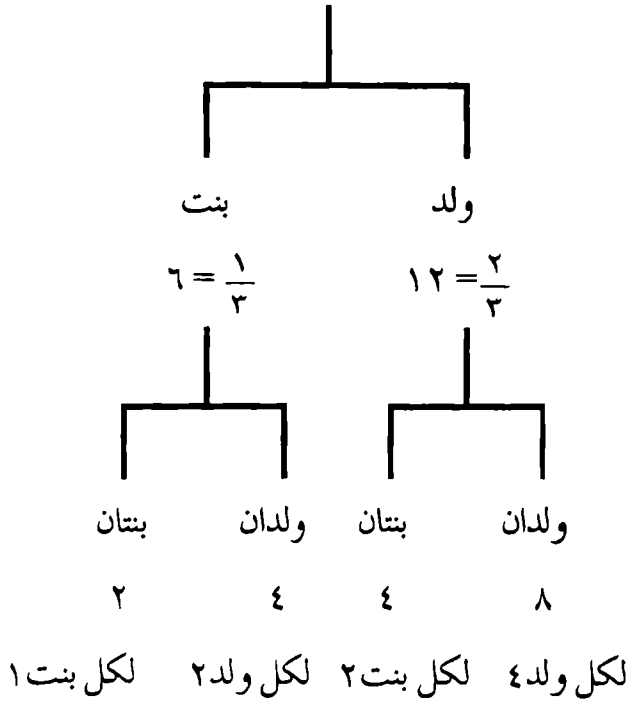 ولد بنت
٢/٣ = ١٢ ١/٣ = ٦
ولدان بنتان ولدان بنتان
٨ ٤ ٤ ٢
لكل ولد ٤ لكل بنت ٢ لكل ولد ٢ لكل بنت ١